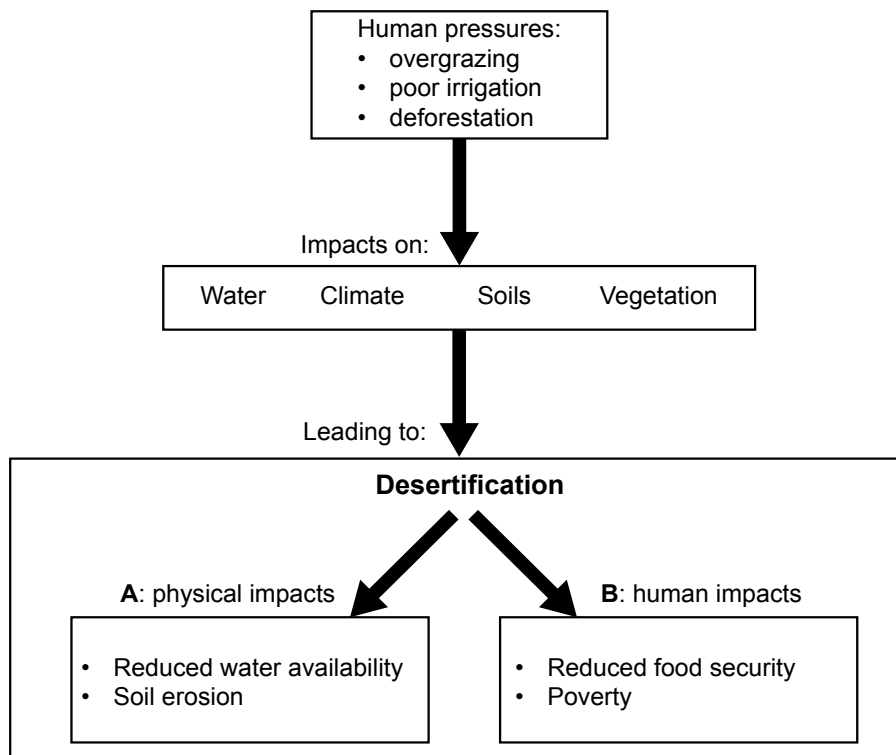 Human pressures:
• overgrazing
• poor irrigation
• deforestation
Impacts on:
Water Climate Soils Vegetation
Leading to:
Desertification
A: physical impacts
• Reduced water availability
• Soil erosion
B: human impacts
• Reduced food security
• Poverty